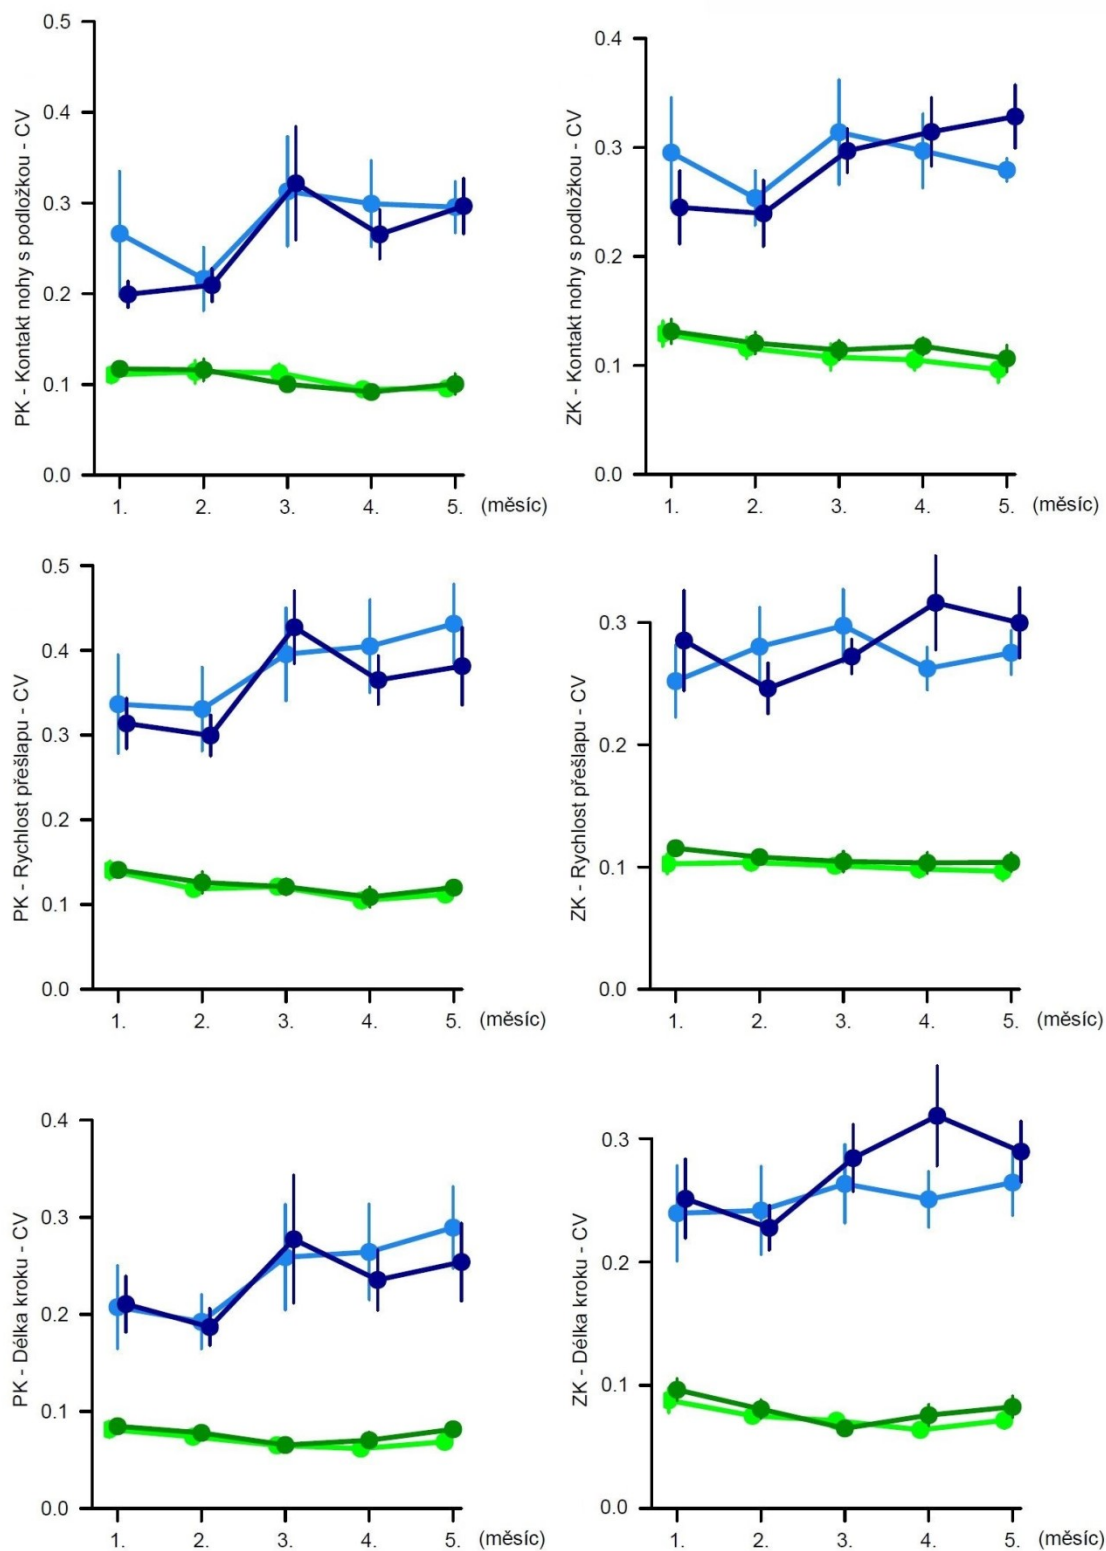 PK - Kontakt nohy s podložkou - CV
0.5
0.4
0.3
0.2
0.1
0.0
1. 2. 3. 4. 5. (měsíc)
ZK - Kontakt nohy s podložkou - CV
0.4
0.3
0.2
0.1
0.0
1. 2. 3. 4. 5. (měsíc)
PK - Rychlost přešlapu - CV
0.5
0.4
0.3
0.2
0.1
0.0
1. 2. 3. 4. 5. (měsíc)
ZK - Rychlost přešlapu - CV
0.3
0.2
0.1
0.0
1. 2. 3. 4. 5. (měsíc)
PK - Délka kroku - CV
0.4
0.3
0.2
0.1
0.0
1. 2. 3. 4. 5. (měsíc)
ZK - Délka kroku - CV
0.3
0.2
0.1
0.0
1. 2. 3. 4. 5. (měsíc)